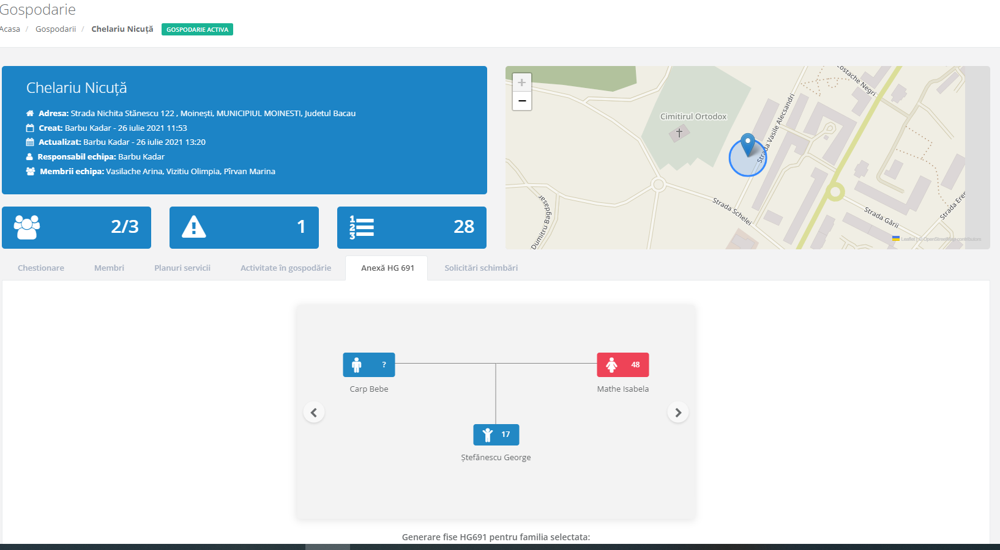 Gospodarie
Acasa / Gospodarii / Chelariu Nicuță GOSPODARIE ACTIVA
Chelariu Nicuță
Adresa: Strada Nichita Stănescu 122 , Moinești, MUNICIPIUL MOINESTI, Judetul Bacau
Creat: Barbu Kadar - 26 iulie 2021 11:53
Actualizat: Barbu Kadar - 26 iulie 2021 13:20
Responsabil echipa: Barbu Kadar
Membrii echipa: Vasilache Arina, Vizitiu Olimpia, Pîrvan Marina
2/3
1
28
+
−
Costache Negri
Cimitirul Ortodox
Strada Vasile Alecsandri
Dumitru Bagdasar
Strada Schelei
Strada Gării
Strada
Leaflet | © OpenStreetMap contributors
Chestionare
Membri
Planuri servicii
Activitate în gospodărie
Anexă HG 691
Solicitări schimbări
?
Carp Bebe
48
Mathe Isabela
17
Ștefănescu George
Generare fise HG691 pentru familia selectata: